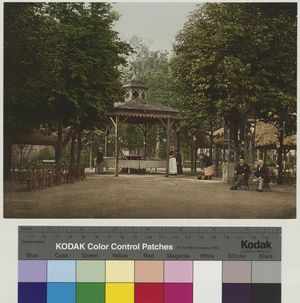 KODAK Color Control Patches
Kodak
Blue Cyan Green Yellow Red Magenta White 3/Color Black